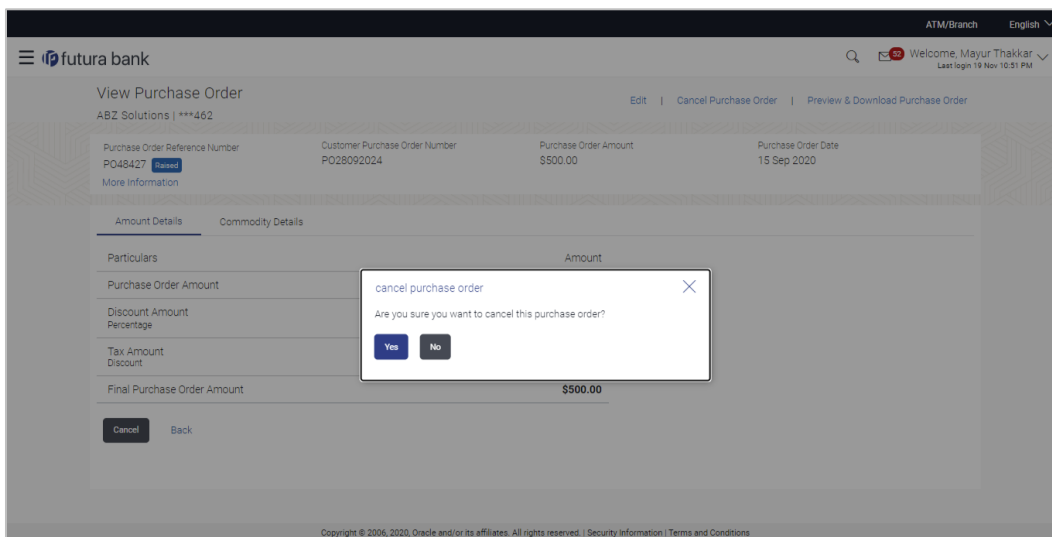 ATM/Branch English
futura bank
52 Welcome, Mayur Thakkar
Last login 19 Nov 10:51 PM
View Purchase Order
ABZ Solutions | ***462
Edit | Cancel Purchase Order | Preview & Download Purchase Order
Purchase Order Reference Number Customer Purchase Order Number Purchase Order Amount Purchase Order Date
PO48427 Raised PO28092024 $500.00 15 Sep 2020
More Information
Amount Details Commodity Details
Particulars Amount
Purchase Order Amount
Discount Amount
Percentage
Tax Amount
Discount
Final Purchase Order Amount $500.00
cancel purchase order
Are you sure you want to cancel this purchase order?
Yes No
Cancel Back
Copyright © 2006, 2020, Oracle and/or its affiliates. All rights reserved. | Security Information | Terms and Conditions